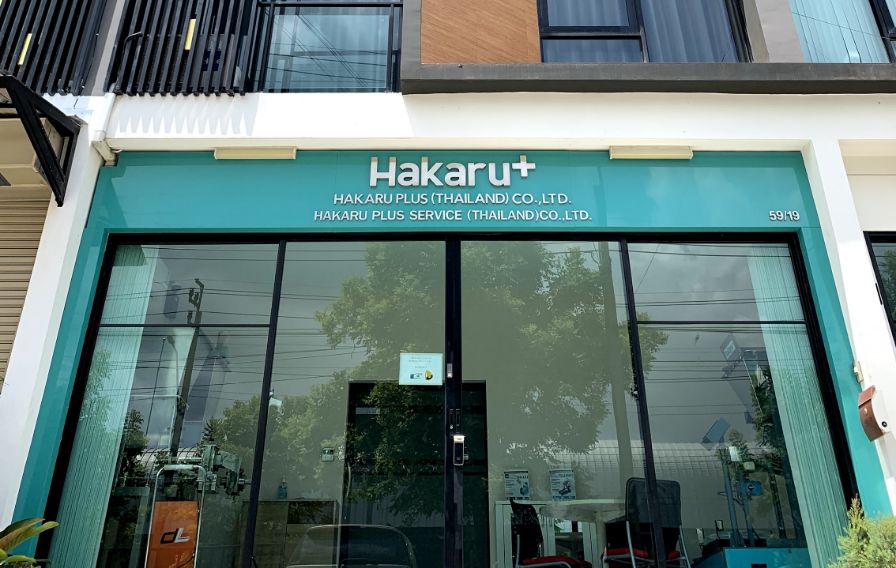 Hakaru+
HAKARU PLUS (THAILAND) CO.,LTD.
HAKARU PLUS SERVICE (THAILAND)CO.,LTD.
59/19